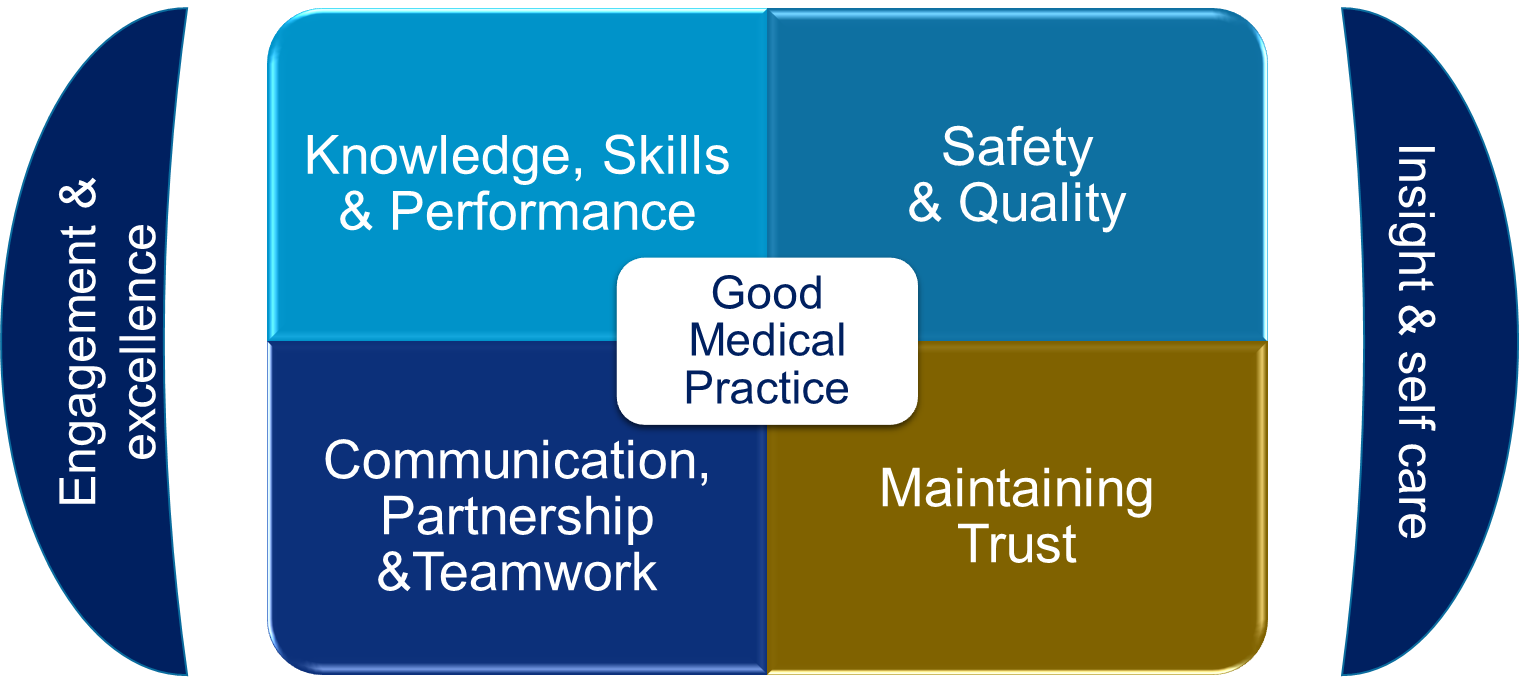 Engagement &
excellence
Knowledge, Skills
& Performance
Safety
& Quality
Good
Medical
Practice
Communication,
Partnership
&Teamwork
Maintaining
Trust
Insight & self care